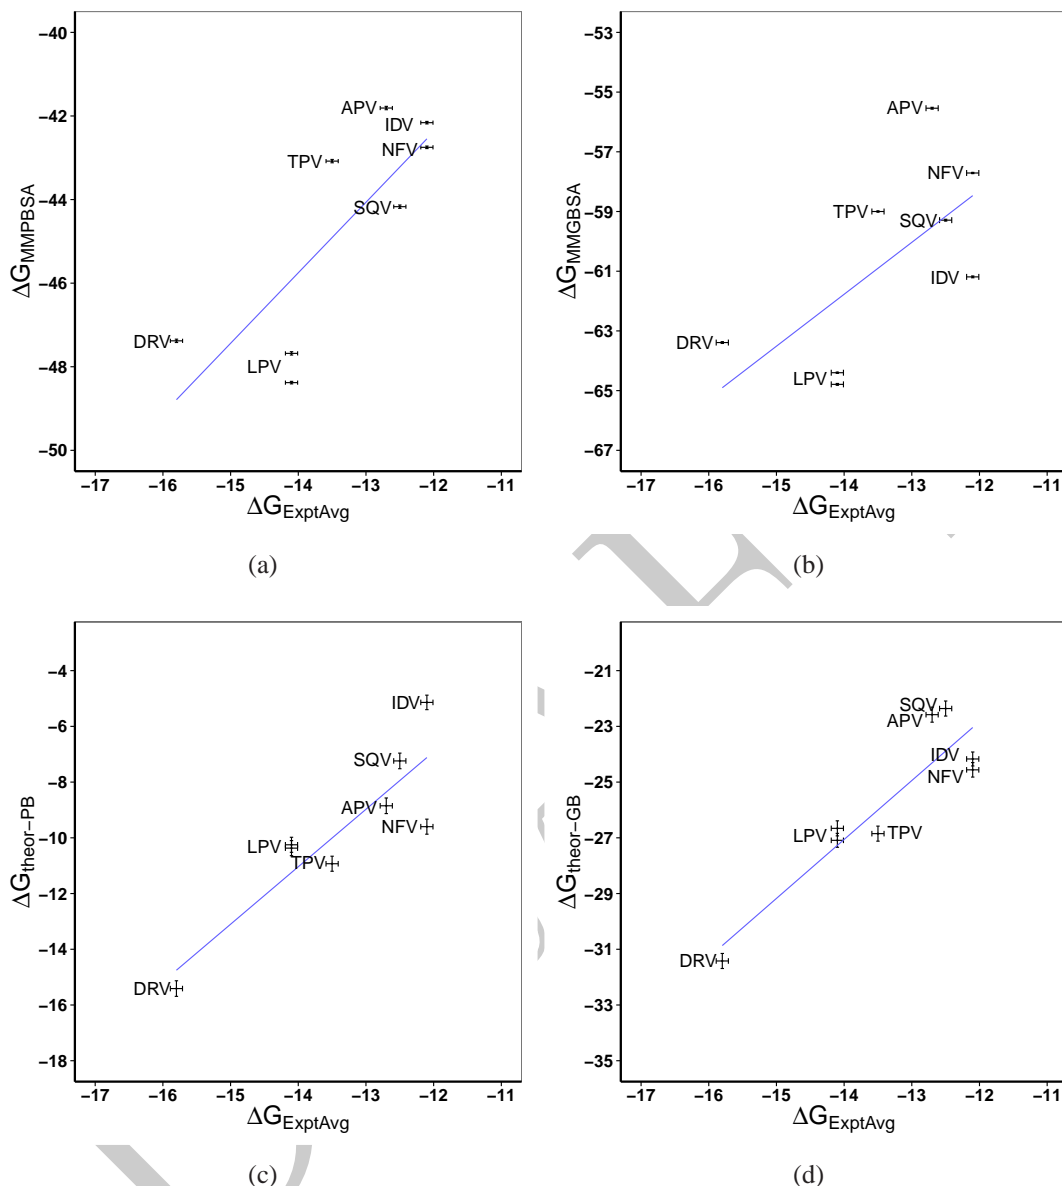 −40
−42
−44
−46
−48
−50
ΔG_MMPBSA
APV
IDV
NFV
TPV
SQV
DRV
LPV
−17 −16 −15 −14 −13 −12 −11
ΔG_ExptAvg
(a)
−53
−55
−57
−59
−61
−63
−65
−67
ΔG_MMGBSA
APV
NFV
TPV
SQV
IDV
DRV
LPV
−17 −16 −15 −14 −13 −12 −11
ΔG_ExptAvg
(b)
−4
−6
−8
−10
−12
−14
−16
−18
ΔG_theor−PB
IDV
SQV
APV
NFV
LPV
TPV
DRV
−17 −16 −15 −14 −13 −12 −11
ΔG_ExptAvg
(c)
−21
−23
−25
−27
−29
−31
−33
−35
ΔG_theor−GB
SQV
APV
IDV
NFV
LPV
TPV
DRV
−17 −16 −15 −14 −13 −12 −11
ΔG_ExptAvg
(d)